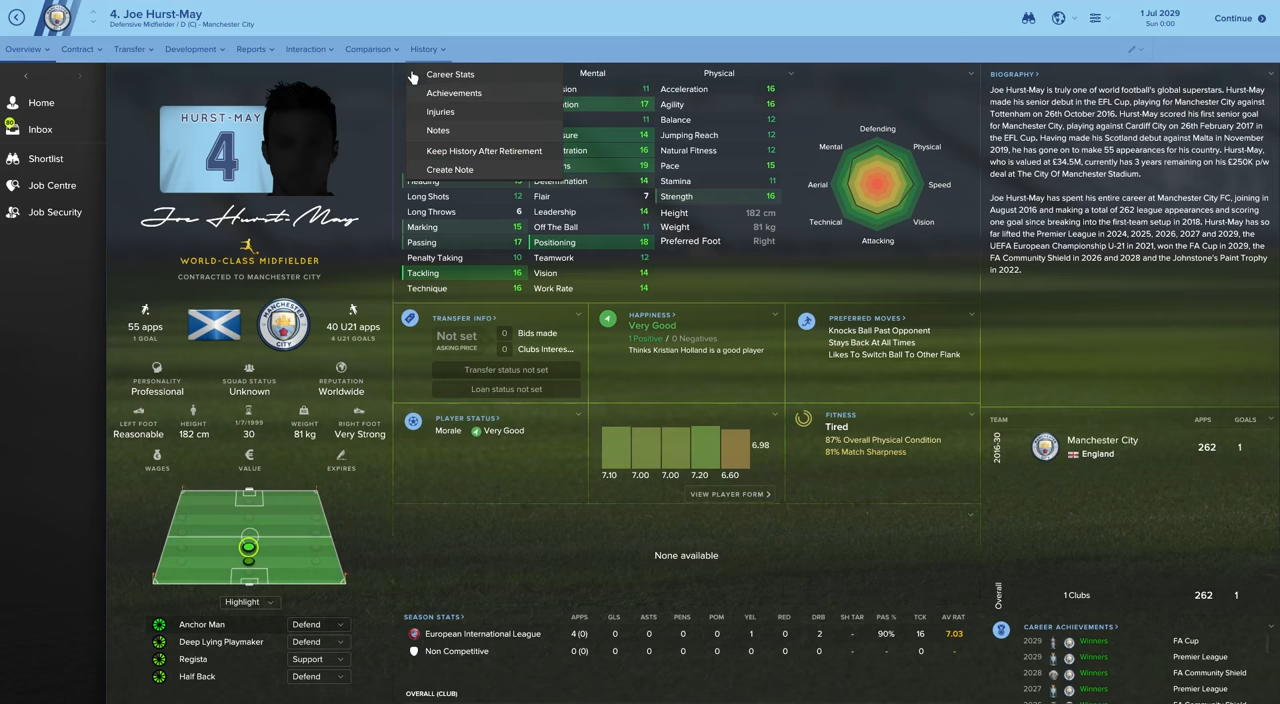 4. Joe Hurst-May
Defensive Midfielder / D (C) - Manchester City
1 Jul 2029
Sun 0:00
Continue
Overview
Contract
Transfer
Development
Reports
Interaction
Comparison
History
Home
80
Inbox
Shortlist
Job Centre
Job Security
HURST-MAY
4
Joe Hurst-May
WORLD-CLASS MIDFIELDER
CONTRACTED TO MANCHESTER CITY
55 apps
1 GOAL
40 U21 apps
4 U21 GOALS
PERSONALITY
Professional
SQUAD STATUS
Unknown
REPUTATION
Worldwide
LEFT FOOT
Reasonable
HEIGHT
182 cm
1/7/1999
30
WEIGHT
81 kg
RIGHT FOOT
Very Strong
WAGES
VALUE
EXPIRES
Highlight
Anchor Man Defend
Deep Lying Playmaker Defend
Regista Support
Half Back Defend
Career Stats
Achievements
Injuries
Notes
Keep History After Retirement
Create Note
Heading
Long Shots 12
Long Throws 6
Marking 15
Passing 17
Penalty Taking 10
Tackling 16
Technique 16
Mental
sion 11
ation 17
sure 14
tration 16
ns 19
Determination 14
Flair 7
Leadership 14
Off The Ball 11
Positioning 18
Teamwork 12
Vision 14
Work Rate 14
Physical
Acceleration 16
Agility 16
Balance 12
Jumping Reach 12
Natural Fitness 12
Pace 15
Stamina 11
Strength 16
Height 182 cm
Weight 81 kg
Preferred Foot Right
Defending
Physical
Speed
Vision
Attacking
Technical
Aerial
Mental
TRANSFER INFO >
Not set
ASKING PRICE
0 Bids made
0 Clubs Interes...
Transfer status not set
Loan status not set
HAPPINESS >
Very Good
1 Positive / 0 Negatives
Thinks Kristian Holland is a good player
PREFERRED MOVES >
Knocks Ball Past Opponent
Stays Back At All Times
Likes To Switch Ball To Other Flank
PLAYER STATUS >
Morale Very Good
6.98
7.10 7.00 7.00 7.20 6.60
VIEW PLAYER FORM >
FITNESS
Tired
87% Overall Physical Condition
81% Match Sharpness
None available
SEASON STATS > APPS GLS ASTS PENS POM YEL RED DRB SH TAR PAS % TCK AV RAT
European International League 4 (0) 0 0 0 0 1 0 2 - 90% 16 7.03
Non Competitive 0 (0) 0 0 0 0 0 0 0 - - 0 -
OVERALL (CLUB)
BIOGRAPHY >
Joe Hurst-May is truly one of world football's global superstars. Hurst-May
made his senior debut in the EFL Cup, playing for Manchester City against
Tottenham on 26th October 2016. Hurst-May scored his first senior goal
for Manchester City, playing against Cardiff City on 26th February 2017 in
the EFL Cup. Having made his Scotland debut against Malta in November
2019, he has gone on to make 55 appearances for his country. Hurst-May,
who is valued at £34.5M, currently has 3 years remaining on his £250K p/w
deal at The City Of Manchester Stadium.
Joe Hurst-May has spent his entire career at Manchester City FC, joining in
August 2016 and making a total of 262 league appearances and scoring
one goal since breaking into the first-team setup in 2018. Hurst-May has so
far lifted the Premier League in 2024, 2025, 2026, 2027 and 2029, the
UEFA European Championship U-21 in 2021, won the FA Cup in 2029, the
FA Community Shield in 2026 and 2028 and the Johnstone's Paint Trophy
in 2022.
TEAM APPS GOALS
2016-30
Manchester City 262 1
England
Overall
1 Clubs 262 1
CAREER ACHIEVEMENTS >
2029 Winners FA Cup
2029 Winners Premier League
2028 Winners FA Community Shield
2027 Winners Premier League